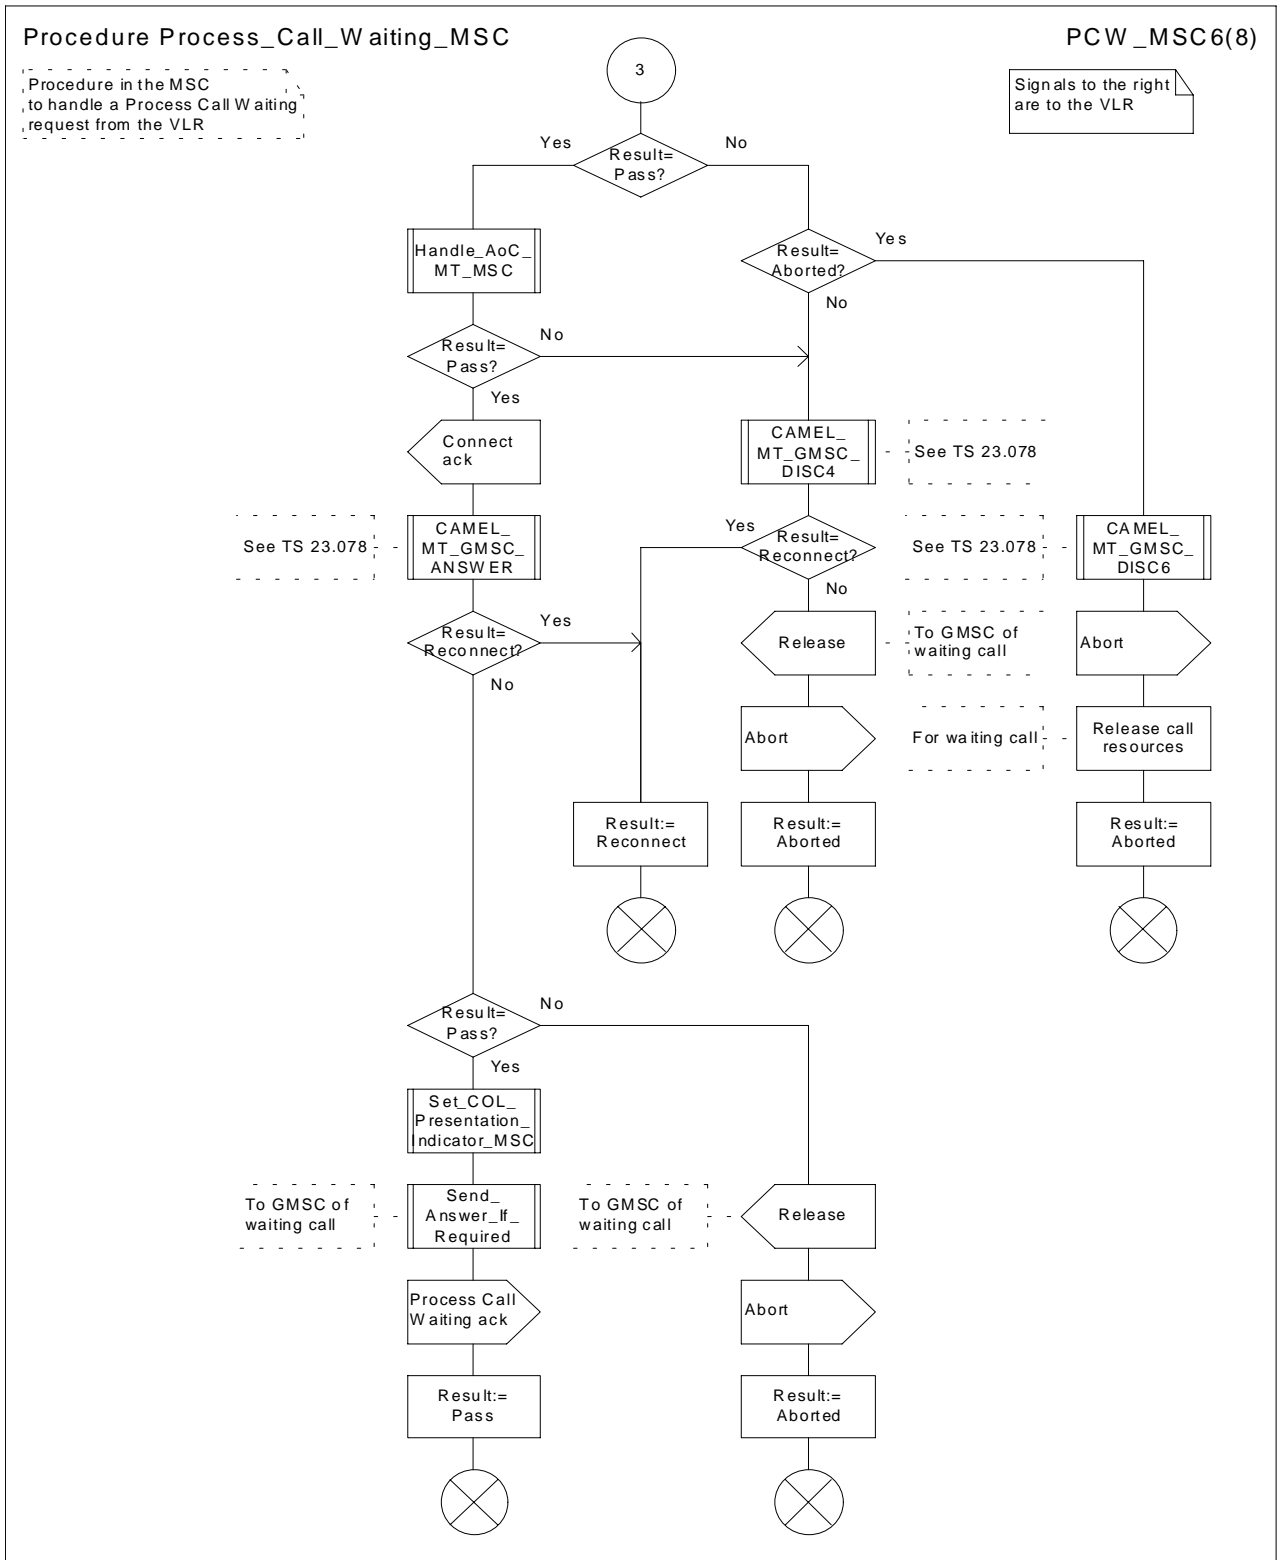 Procedure Process_Call_Waiting_MSC
PCW_MSC6(8)
Procedure in the MSC
to handle a Process Call Waiting
request from the VLR
3
Signals to the right
are to the VLR
Yes
Result=
Pass?
No
Handle_AoC_
MT_MSC
Result=
Aborted?
Yes
No
Result=
Pass?
No
Yes
Connect
ack
CAMEL_
MT_GMSC_
DISC4
See TS 23.078
See TS 23.078
CAMEL_
MT_GMSC_
ANSWER
Yes
Result=
Reconnect?
No
See TS 23.078
CAMEL_
MT_GMSC_
DISC6
Result=
Reconnect?
Yes
No
Release
To GMSC of
waiting call
Abort
Abort
For waiting call
Release call
resources
Result:=
Reconnect
Result:=
Aborted
Result:=
Aborted
Result=
Pass?
No
Yes
Set_COL_
Presentation_
Indicator_MSC
To GMSC of
waiting call
Send_
Answer_If_
Required
To GMSC of
waiting call
Release
Process Call
Waiting ack
Abort
Result:=
Pass
Result:=
Aborted